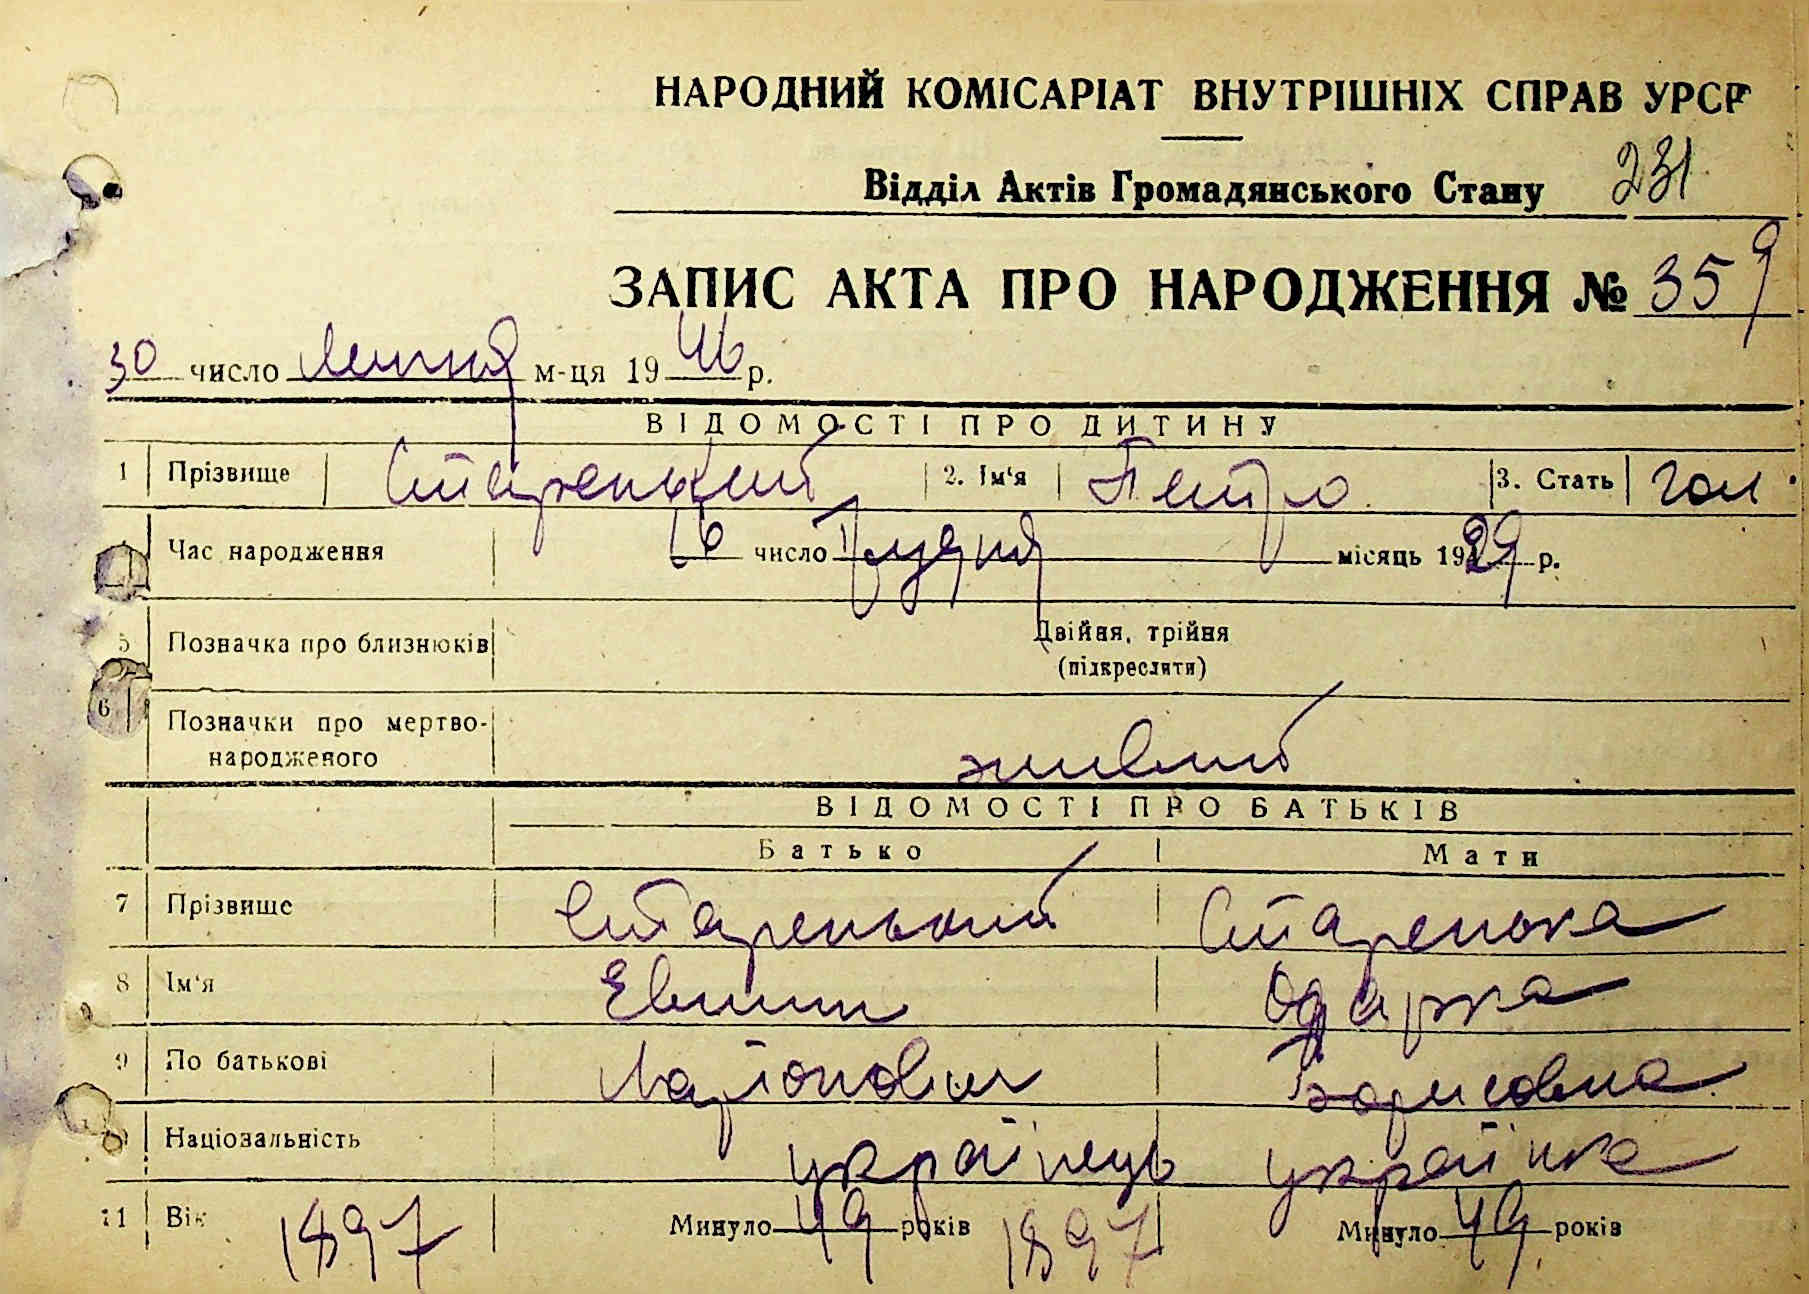 НАРОДНИЙ КОМІСАРІАТ ВНУТРІШНІХ СПРАВ УРСР
Відділ Актів Громадянського Стану 231
ЗАПИС АКТА ПРО НАРОДЖЕННЯ № 359
30 число липня м-ця 1946 р.
ВІДОМОСТІ ПРО ДИТИНУ
1 Прізвище Старенький 2. Ім'я Петро 3. Стать чол
Час народження 16 число Грудня місяць 1929 р.
5 Позначка про близнюків Двійня, трійня
(підкреслити)
6 Позначки про мертво-
народженого живий
ВІДОМОСТІ ПРО БАТЬКІВ
Батько Мати
7 Прізвище Старенький Старенька
8 Ім'я Евтип Одарка
9 По батькові Ларіонович Борисовна
10 Національність українець українка
11 Вік 1897 Минуло 49 років 1897 Минуло 49 років